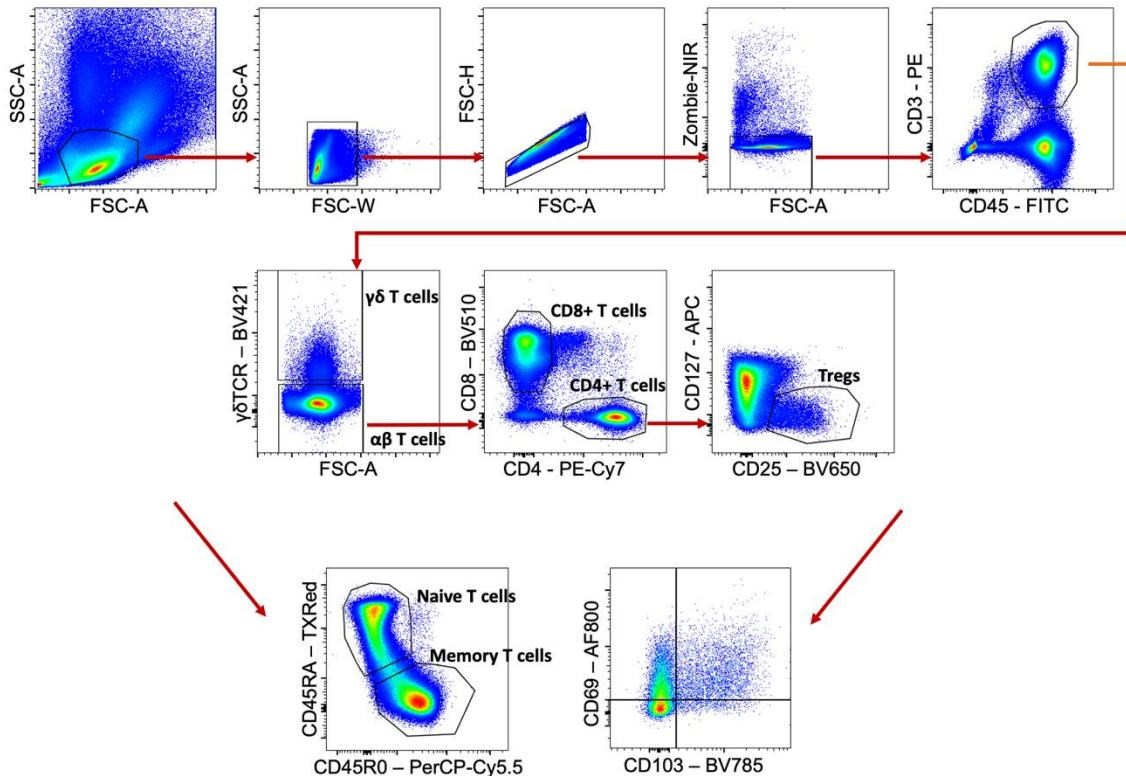 SSC-A
FSC-A
SSC-A
FSC-W
FSC-H
FSC-A
Zombie-NIR
FSC-A
CD3 - PE
CD45 - FITC
γδTCR – BV421
γδ T cells
αβ T cells
FSC-A
CD8 – BV510
CD8+ T cells
CD4+ T cells
CD4 - PE-Cy7
CD127 - APC
Tregs
CD25 – BV650
CD45RA – TXRed
Naive T cells
Memory T cells
CD45R0 – PerCP-Cy5.5
CD69 – AF800
CD103 – BV785